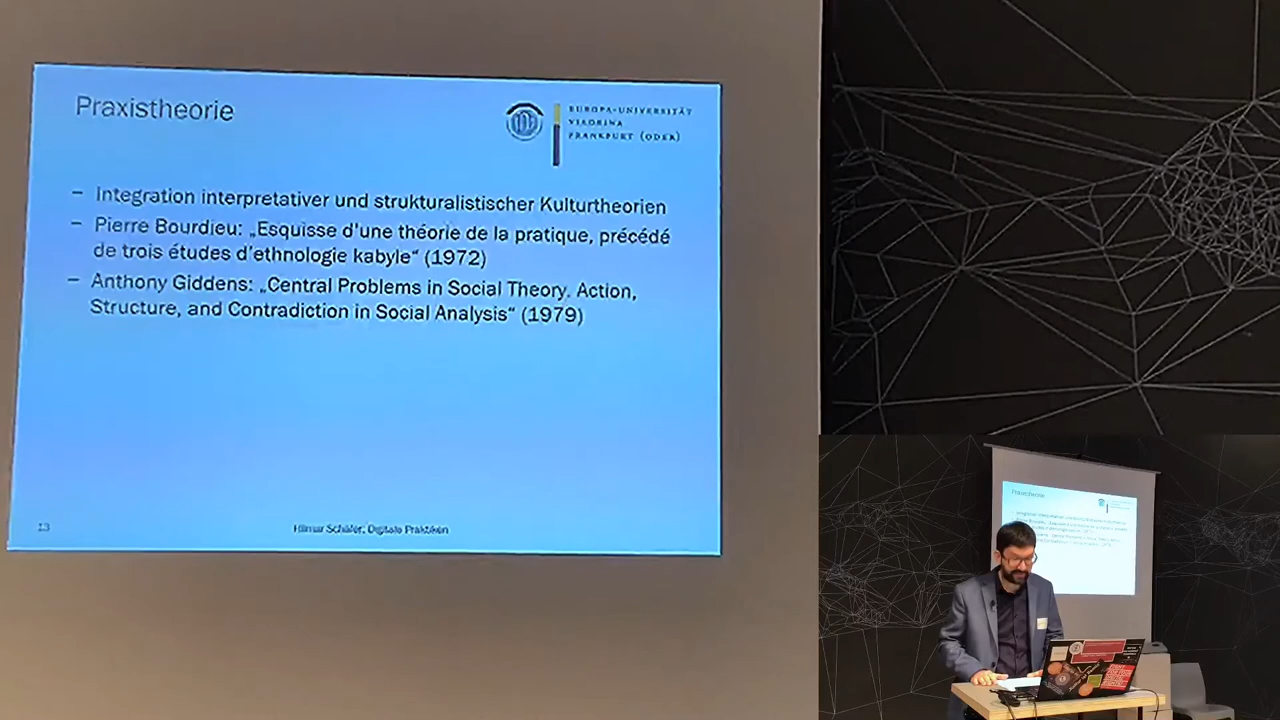 Praxistheorie
EUROPA-UNIVERSITÄT
VIADRINA
FRANKFURT (ODER)
– Integration interpretativer und strukturalistischer Kulturtheorien
– Pierre Bourdieu: „Esquisse d'une théorie de la pratique, précédé
de trois études d'ethnologie kabyle“ (1972)
– Anthony Giddens: „Central Problems in Social Theory. Action,
Structure, and Contradiction in Social Analysis“ (1979)
13
Hilmar Schäfer, Digitale Praktiken
Praxistheorie